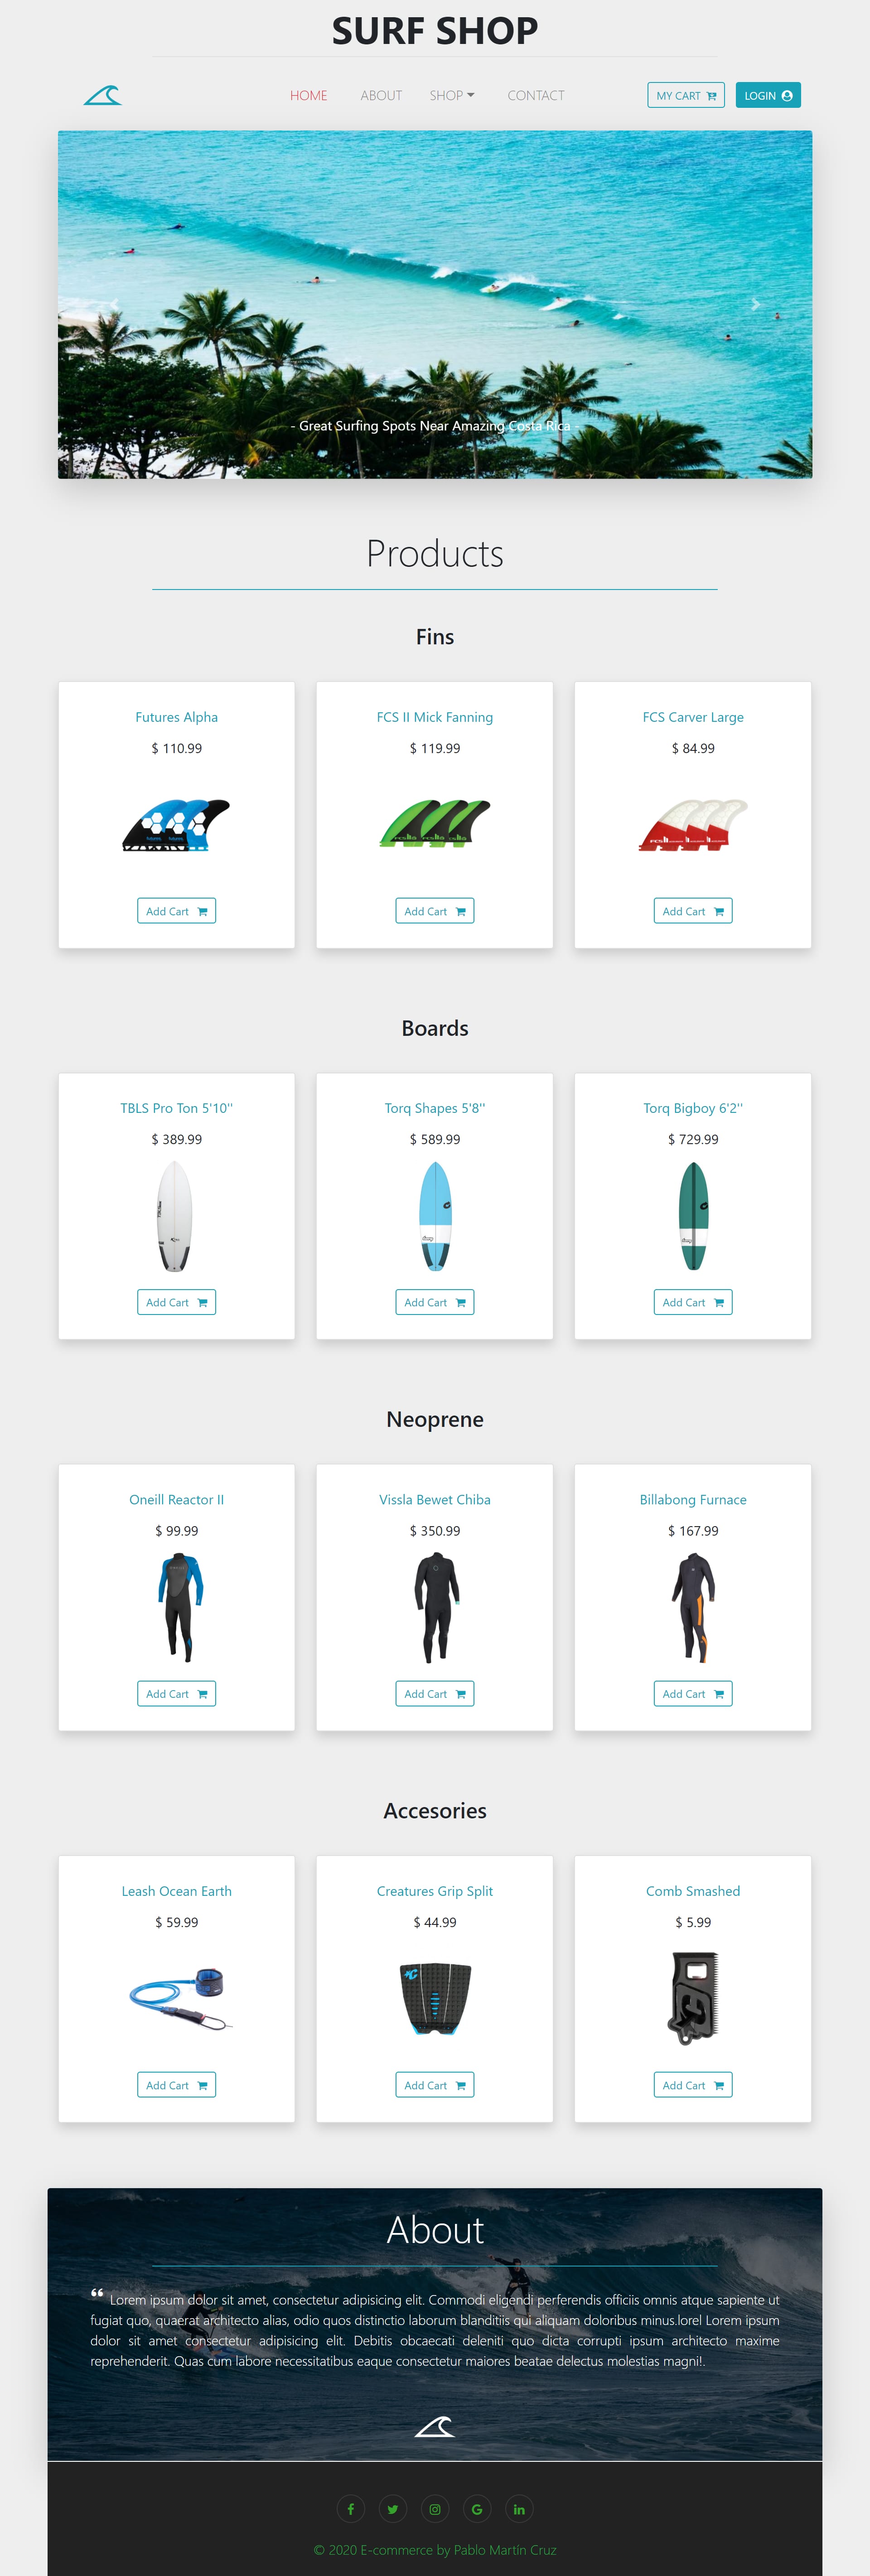 SURF SHOP
HOME ABOUT SHOP CONTACT MY CART LOGIN
- Great Surfing Spots Near Amazing Costa Rica -
Products
Fins
Futures Alpha FCS II Mick Fanning FCS Carver Large
$ 110.99 $ 119.99 $ 84.99
Add Cart Add Cart Add Cart
Boards
TBLS Pro Ton 5'10'' Torq Shapes 5'8'' Torq Bigboy 6'2''
$ 389.99 $ 589.99 $ 729.99
Add Cart Add Cart Add Cart
Neoprene
Oneill Reactor II Vissla Bewet Chiba Billabong Furnace
$ 99.99 $ 350.99 $ 167.99
Add Cart Add Cart Add Cart
Accesories
Leash Ocean Earth Creatures Grip Split Comb Smashed
$ 59.99 $ 44.99 $ 5.99
Add Cart Add Cart Add Cart
About
“ Lorem ipsum dolor sit amet, consectetur adipisicing elit. Commodi eligendi perferendis officiis omnis atque sapiente ut
fugiat quo, quaerat architecto alias, odio quos distinctio laborum blanditiis qui aliquam doloribus minus.lorel Lorem ipsum
dolor sit amet consectetur adipisicing elit. Debitis obcaecati deleniti quo dicta corrupti ipsum architecto maxime
reprehenderit. Quas cum labore necessitatibus eaque consectetur maiores beatae delectus molestias magni!.
© 2020 E-commerce by Pablo Martín Cruz